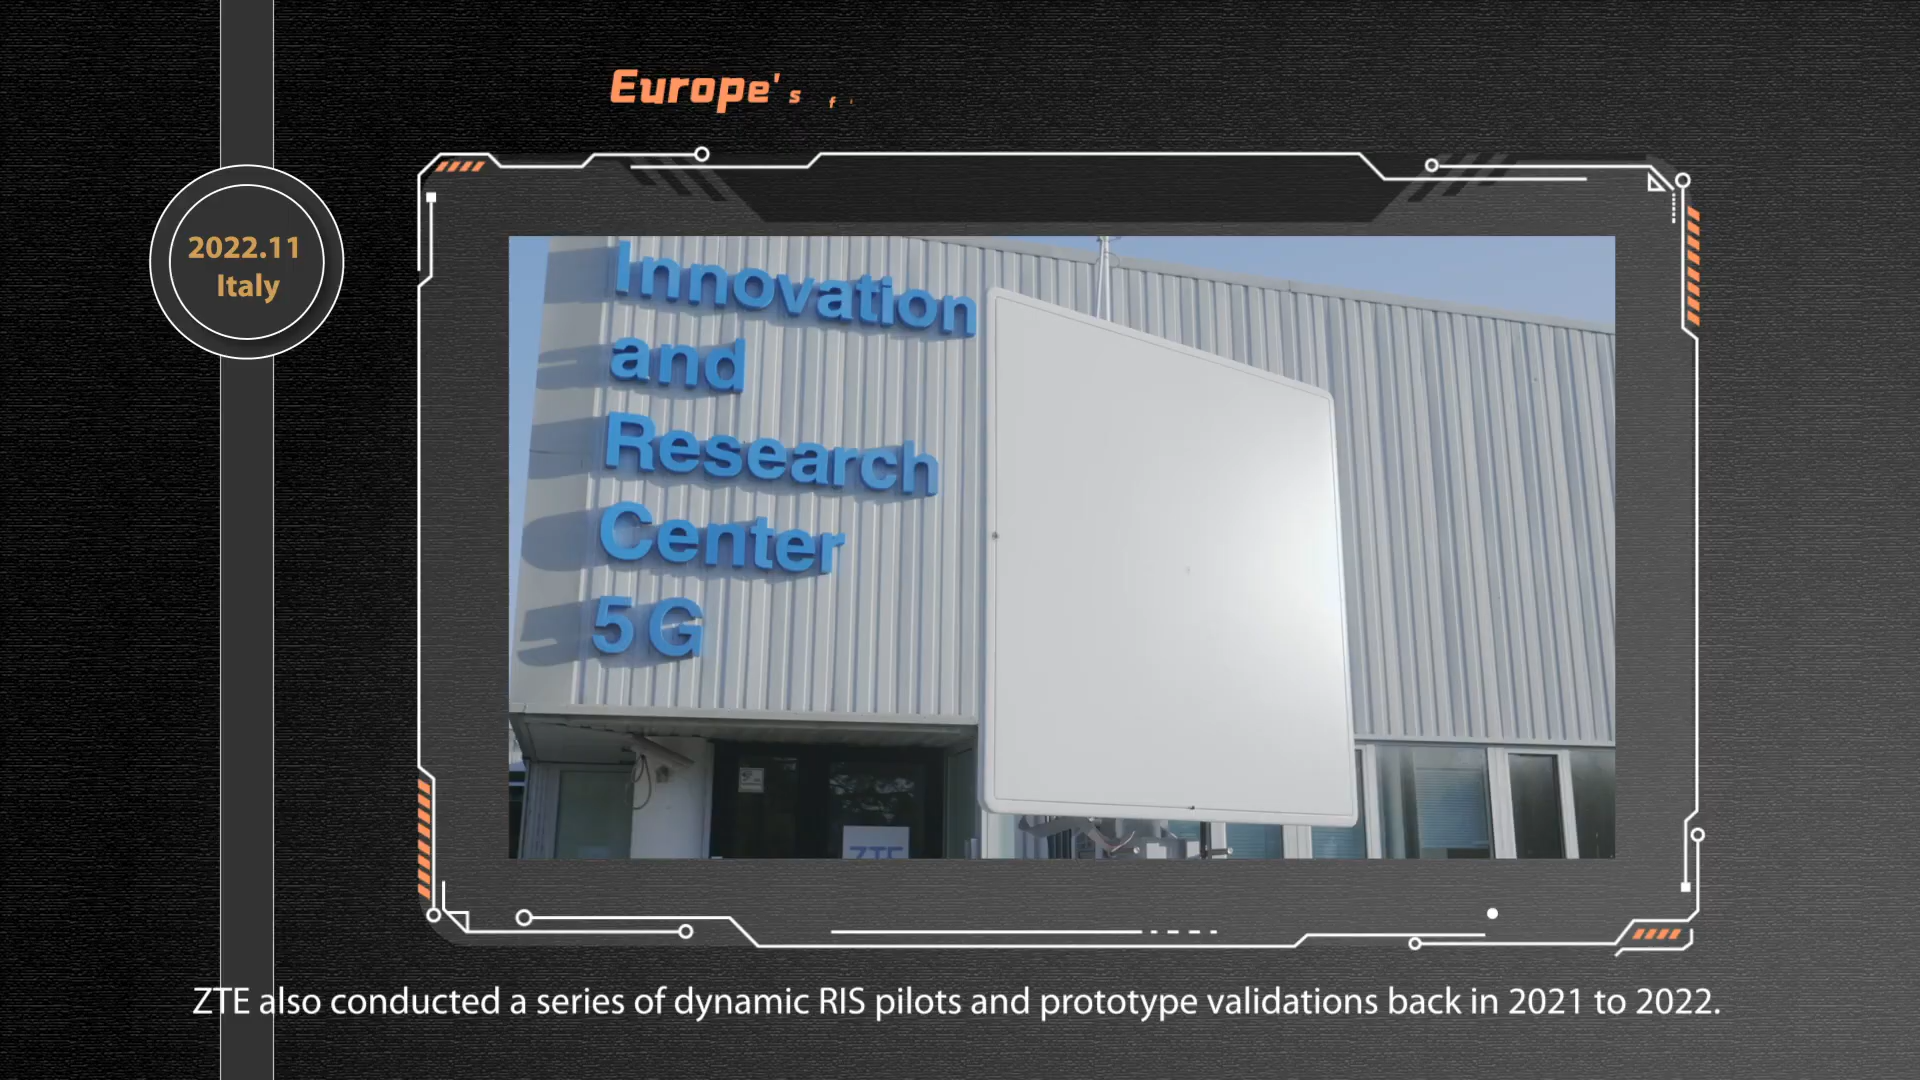 Europe's f
2022.11
Italy
Innovation
and
Research
Center
5G
ZTE
ZTE also conducted a series of dynamic RIS pilots and prototype validations back in 2021 to 2022.